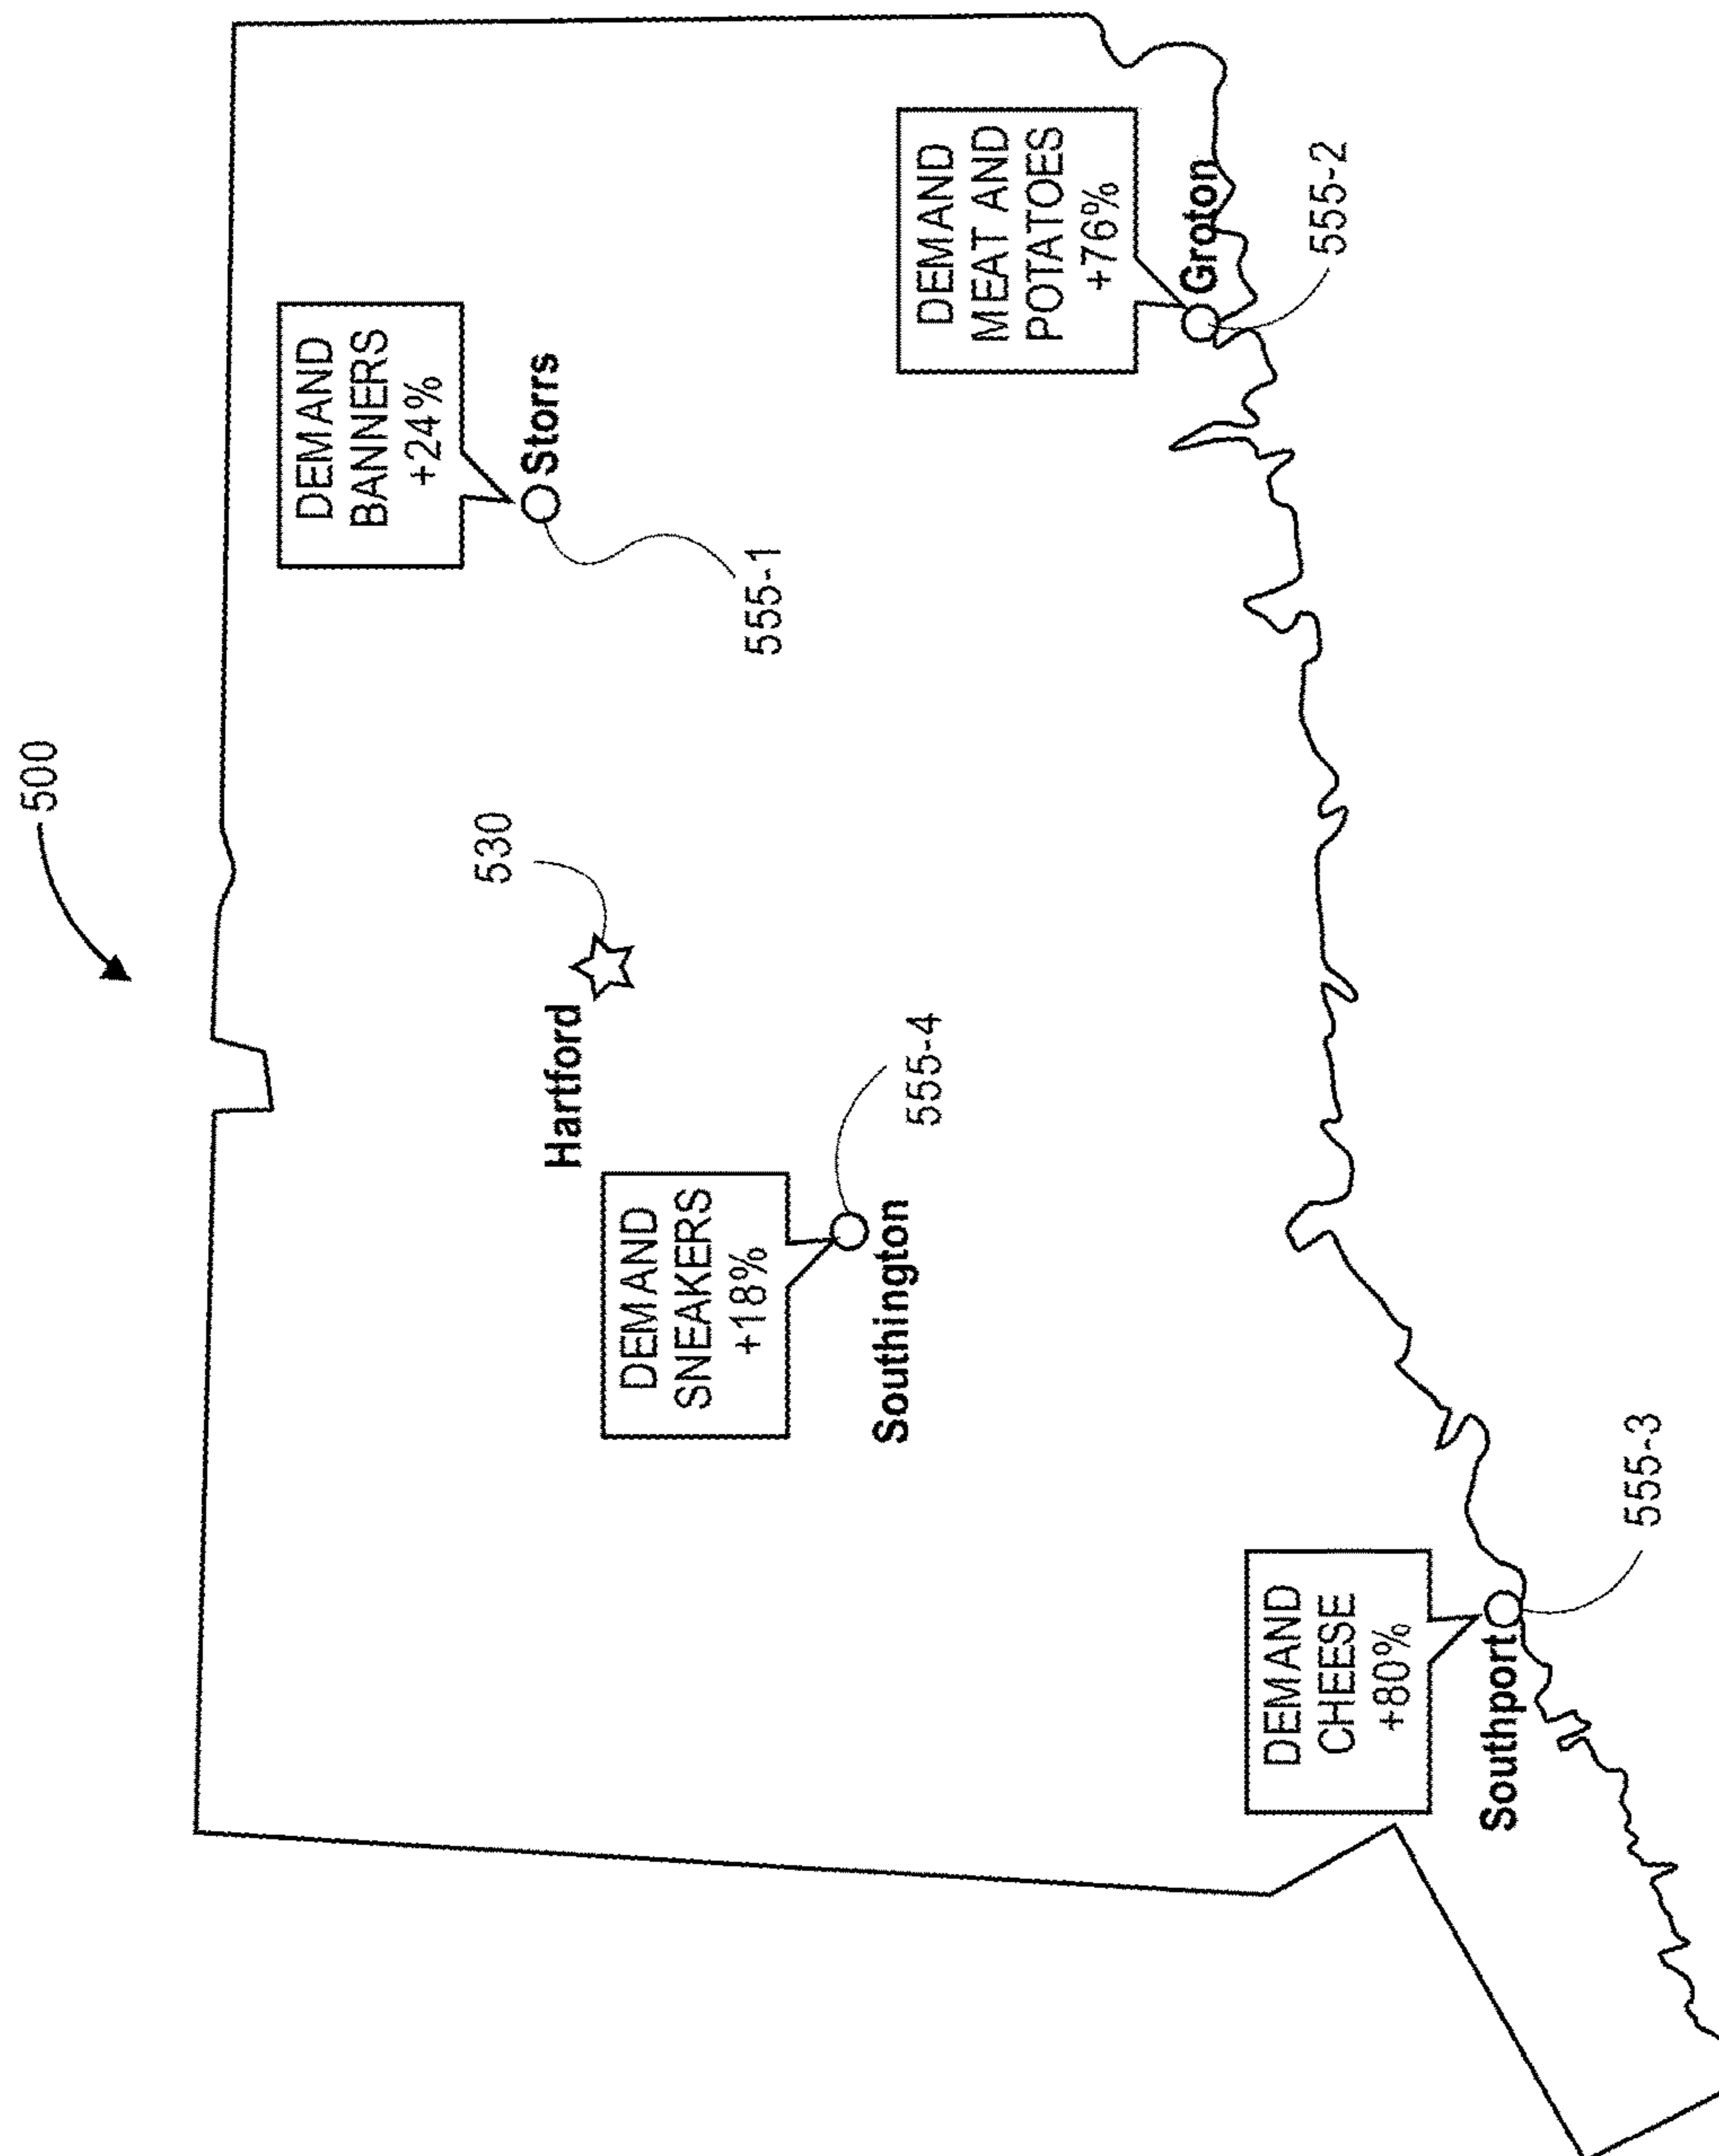 500
DEMAND
BANNERS
+24%
Storrs
555-1
530
Hartford
DEMAND
SNEAKERS
+18%
555-4
Southington
DEMAND
MEAT AND
POTATOES
+76%
Groton
555-2
DEMAND
CHEESE
+80%
Southport
555-3